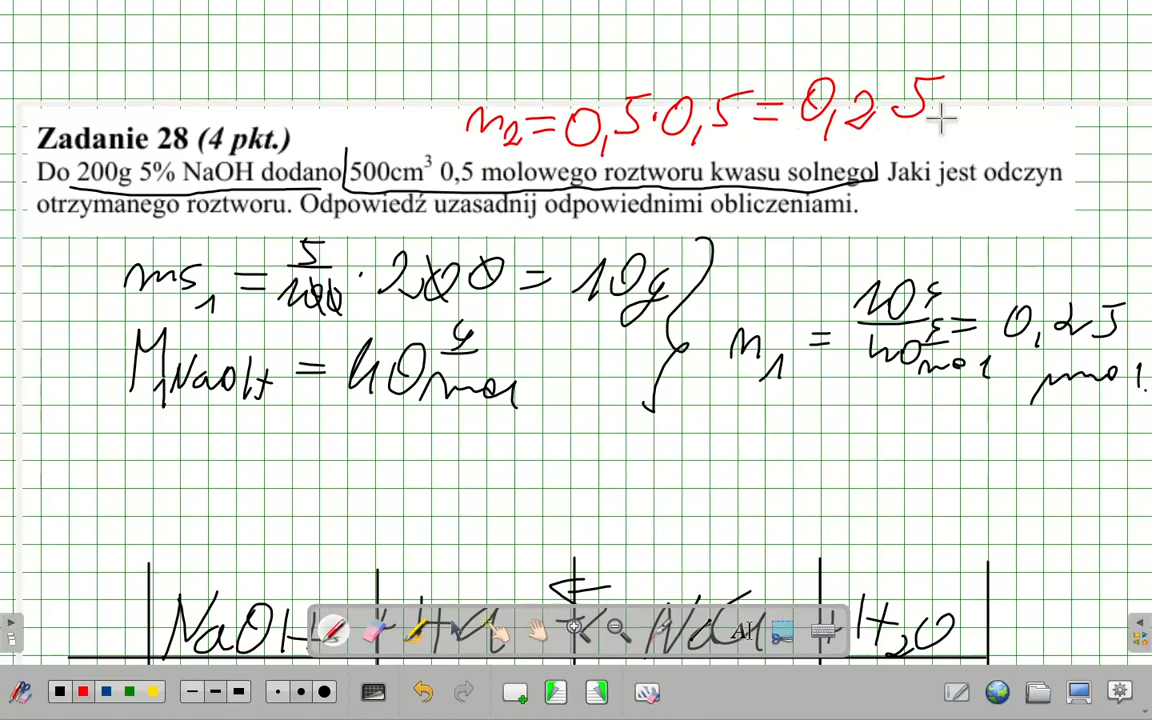 n₂ = 0,5 · 0,5 = 0,25
Zadanie 28 (4 pkt.)
Do 200g 5% NaOH dodano 500cm³ 0,5 molowego roztworu kwasu solnego. Jaki jest odczyn
otrzymanego roztworu. Odpowiedź uzasadnij odpowiednimi obliczeniami.
ms₁ = 5/100 · 200 = 10g
M NaOH = 40 g/mol
n₁ = 10g / 40 g/mol = 0,25 mol
NaOH + HCl NaCl + H₂O